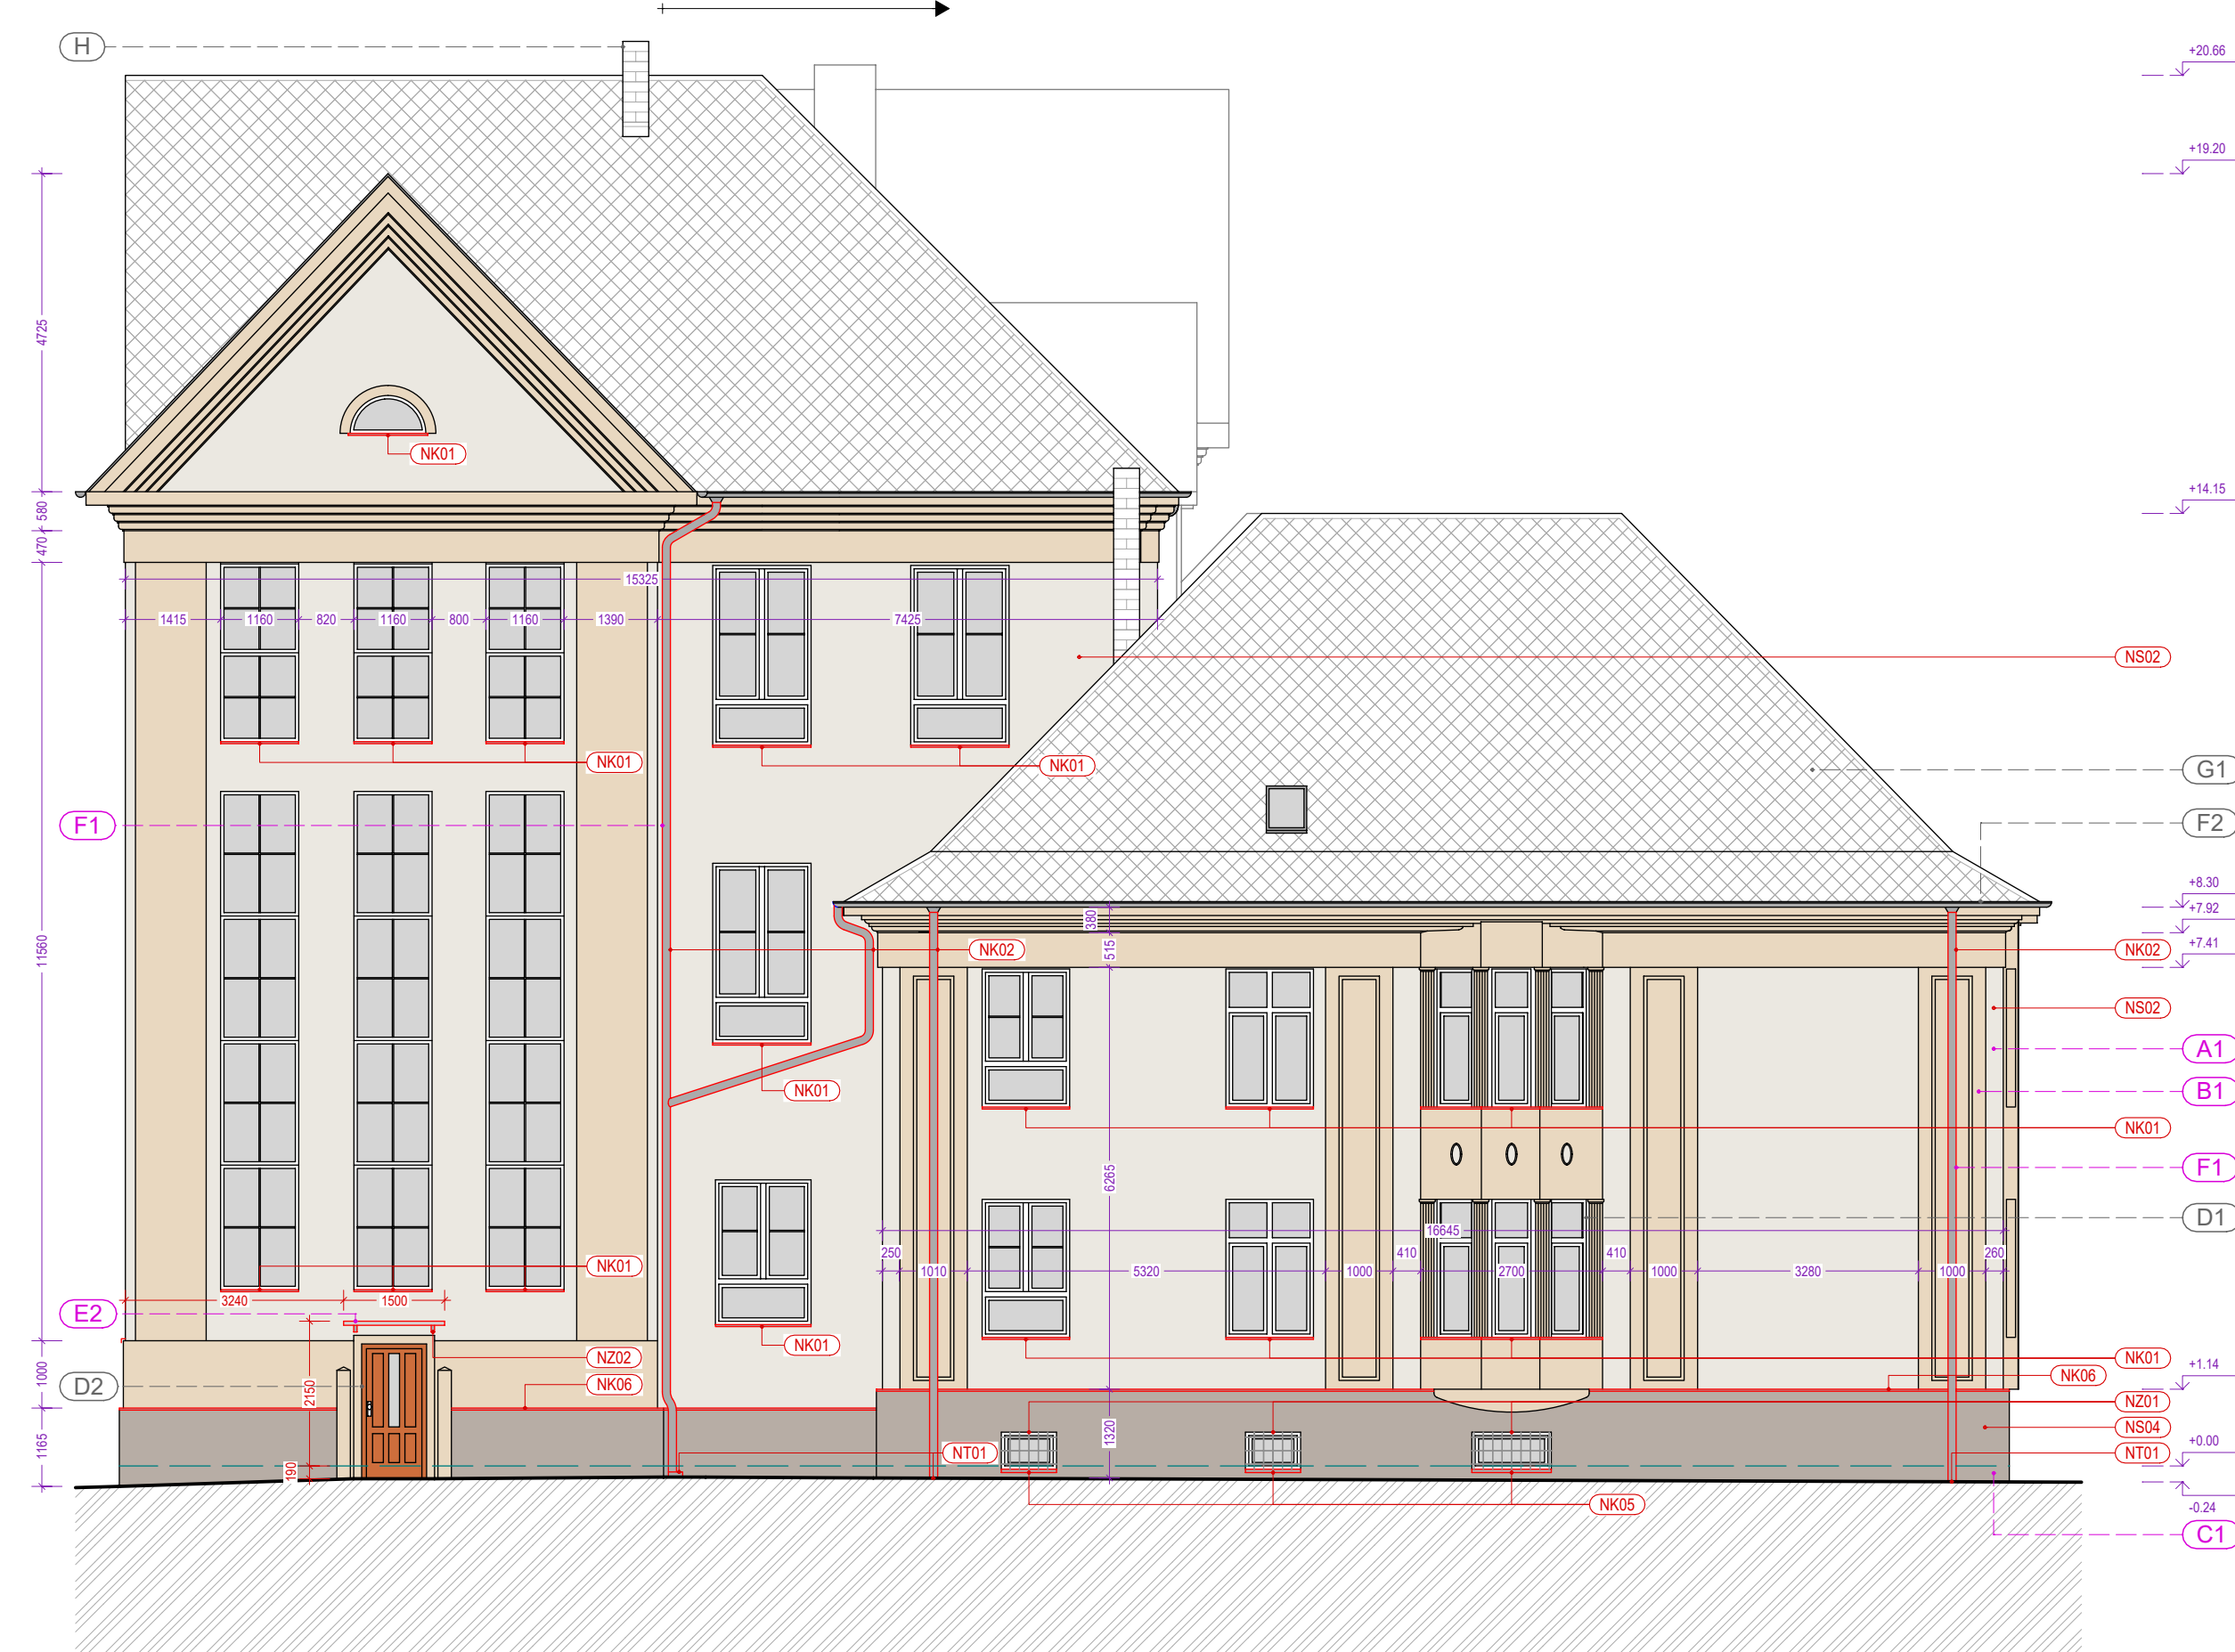 H
+20.66
+19.20
4725
NK01
+14.15
580
470
15325
1415
1160
820
1160
800
1160
1390
7425
NS02
NK01
NK01
G1
F1
F2
+8.30
380
+7.92
11560
515
NK02
NK02
+7.41
NS02
A1
NK01
B1
NK01
F1
6265
D1
16645
250
410
410
260
NK01
1010
5320
1000
2700
1000
3280
1000
3240
1500
E2
NK01
NZ02
NK01
+1.14
D2
1000
2150
NK06
NK06
NZ01
1320
NS04
1165
NT01
+0.00
NT01
190
NK05
-0.24
C1